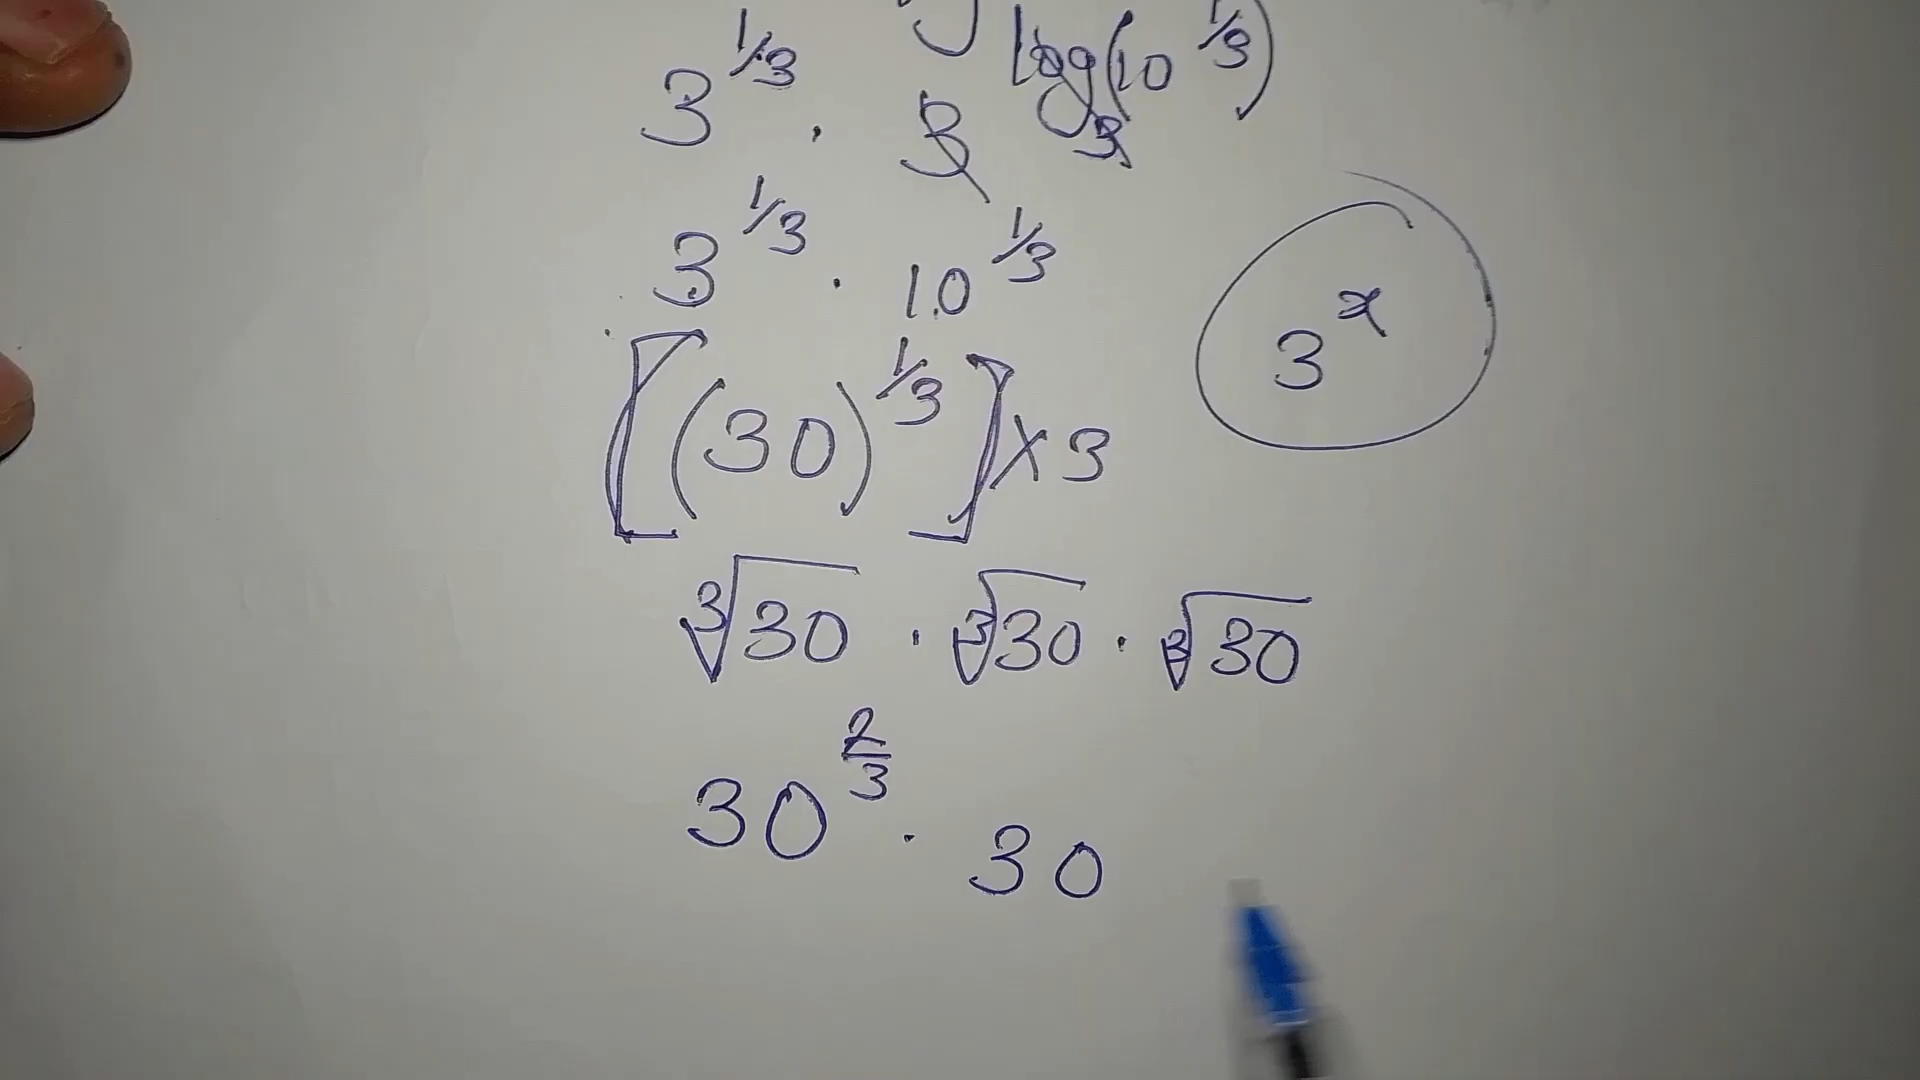 3^{1/3} . 3^{log_3(10^{1/3})}
3^{1/3} . 10^{1/3}
3^x
[(30)^{1/3}] x 3
∛30 . ∛30 . ∛30
30^{2/3} . 30